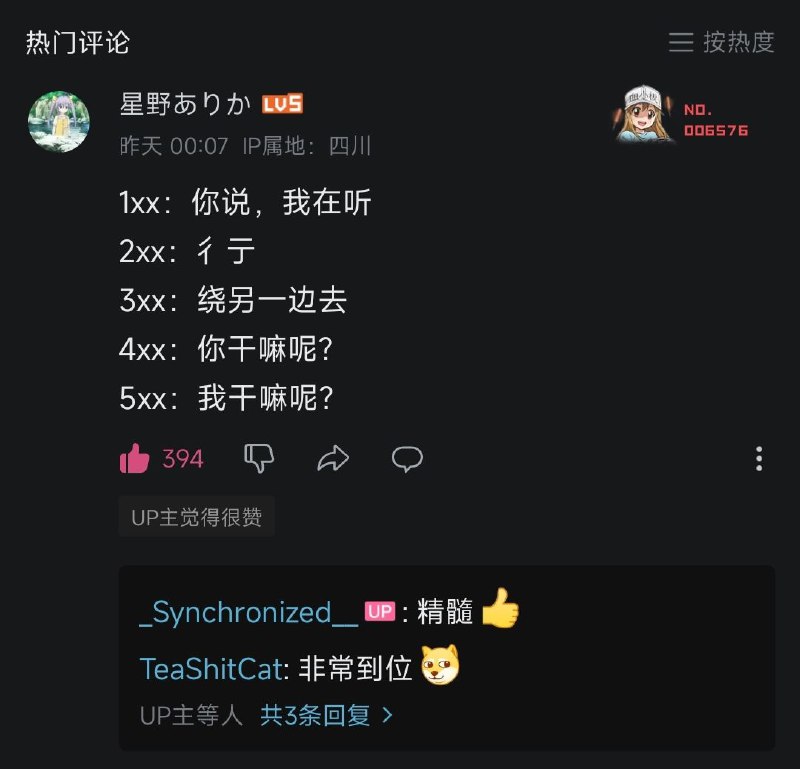 热门评论
按热度
星野ありか LV5
昨天 00:07 IP属地：四川
血小板
NO.
006576
1xx：你说，我在听
2xx：彳亍
3xx：绕另一边去
4xx：你干嘛呢？
5xx：我干嘛呢？
394
UP主觉得很赞
_Synchronized__ UP : 精髓
TeaShitCat: 非常到位
UP主等人 共3条回复 >